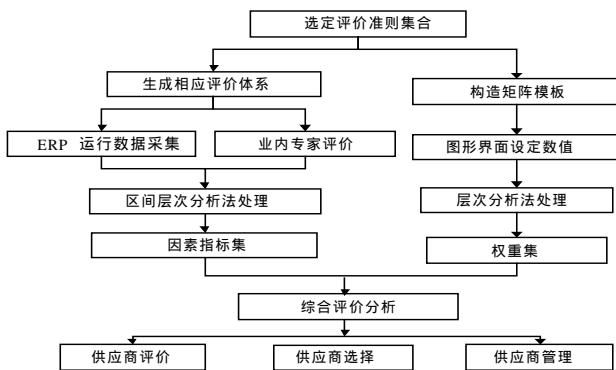 选定评价准则集合
生成相应评价体系
构造矩阵模板
ERP 运行数据采集
业内专家评价
图形界面设定数值
区间层次分析法处理
层次分析法处理
因素指标集
权重集
综合评价分析
供应商评价
供应商选择
供应商管理